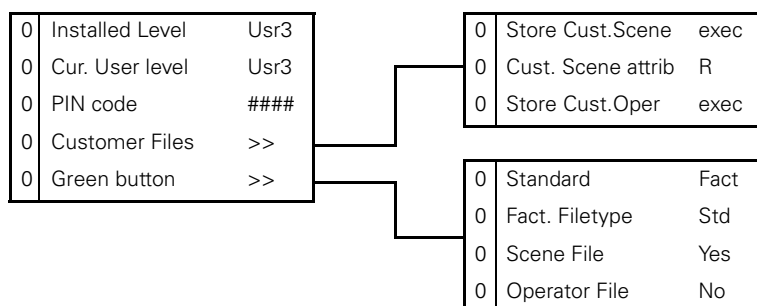 0 Installed Level Usr3
0 Cur. User level Usr3
0 PIN code ####
0 Customer Files >>
0 Green button >>
0 Store Cust.Scene exec
0 Cust. Scene attrib R
0 Store Cust.Oper exec
0 Standard Fact
0 Fact. Filetype Std
0 Scene File Yes
0 Operator File No